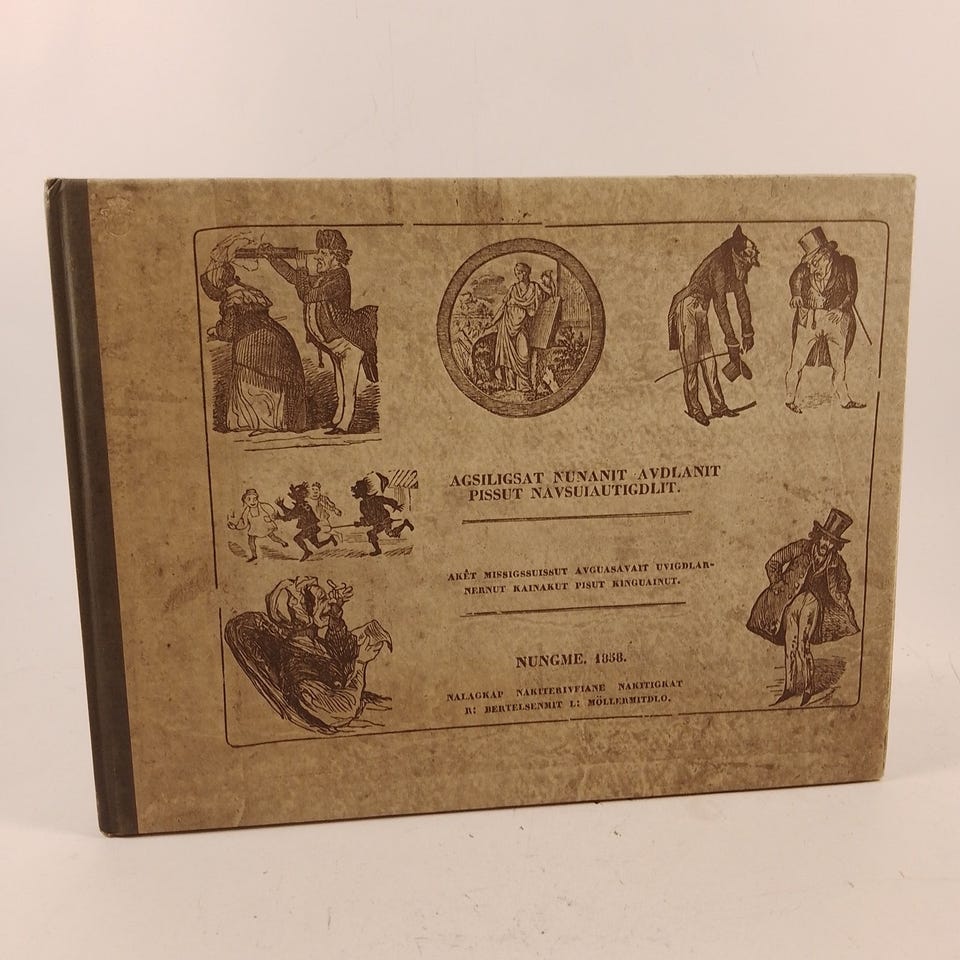 AGSILIGSAT NUNANIT AVDLANIT
PISSUT NAVSUIAUTIGDLIT.
AKÊT MISSIGSSUISSUT AVGUASAVAIT UVIGDLAR-
NERNUT KAINAKUT PISUT KINGUAINUT.
NUNGME. 1858.
NALAGKAP NAKITERIVFIANE NAKITIGKAT
R: BERTELSENMIT L: MÖLLERMITDLO.